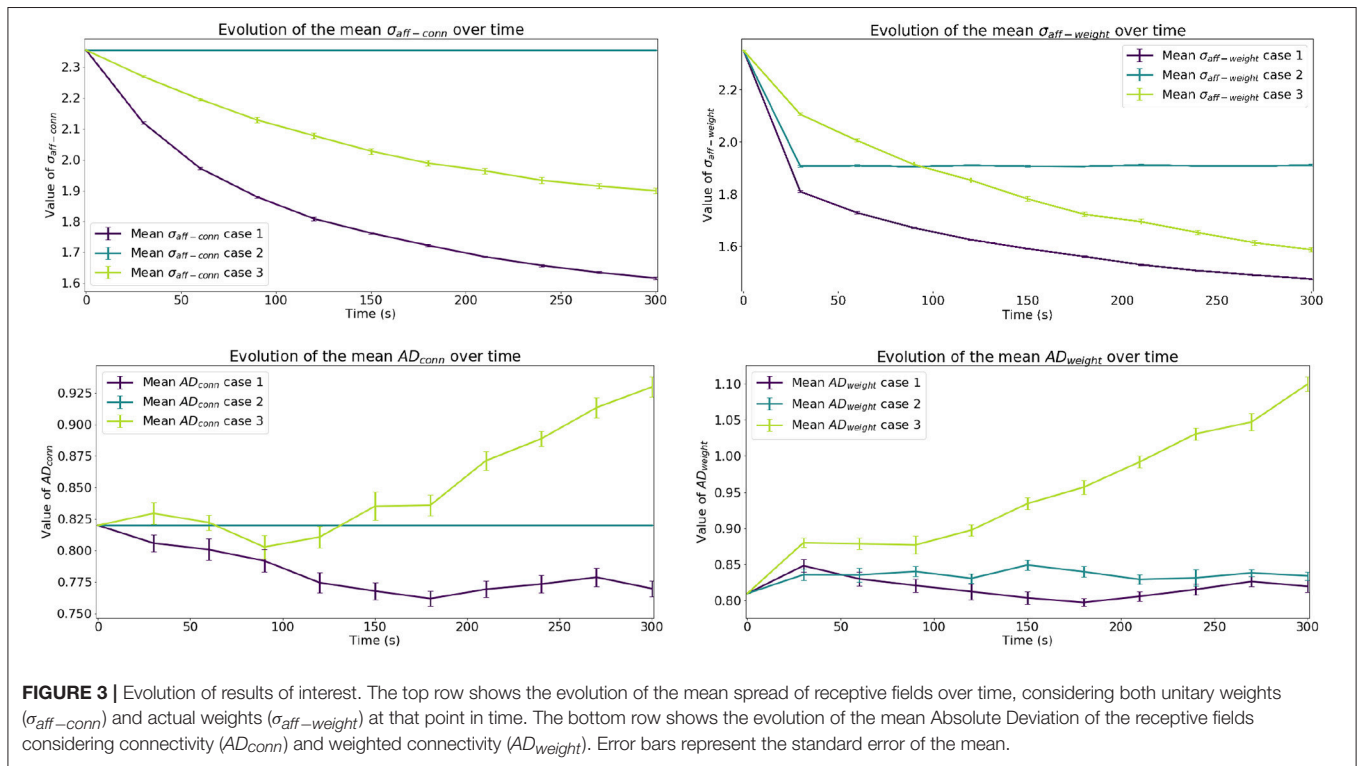 Evolution of the mean σaff−conn over time
Value of σaff−conn
2.3
2.2
2.1
2.0
1.9
1.8
1.7
1.6
Mean σaff−conn case 1
Mean σaff−conn case 2
Mean σaff−conn case 3
0 50 100 150 200 250 300
Time (s)
Evolution of the mean σaff−weight over time
Value of σaff−weight
2.2
2.0
1.8
1.6
Mean σaff−weight case 1
Mean σaff−weight case 2
Mean σaff−weight case 3
0 50 100 150 200 250 300
Time (s)
Evolution of the mean ADconn over time
Value of ADconn
0.925
0.900
0.875
0.850
0.825
0.800
0.775
0.750
Mean ADconn case 1
Mean ADconn case 2
Mean ADconn case 3
0 50 100 150 200 250 300
Time (s)
Evolution of the mean ADweight over time
Value of ADweight
1.10
1.05
1.00
0.95
0.90
0.85
0.80
Mean ADweight case 1
Mean ADweight case 2
Mean ADweight case 3
0 50 100 150 200 250 300
Time (s)
FIGURE 3 | Evolution of results of interest. The top row shows the evolution of the mean spread of receptive fields over time, considering both unitary weights
(σaff−conn) and actual weights (σaff−weight) at that point in time. The bottom row shows the evolution of the mean Absolute Deviation of the receptive fields
considering connectivity (ADconn) and weighted connectivity (ADweight). Error bars represent the standard error of the mean.